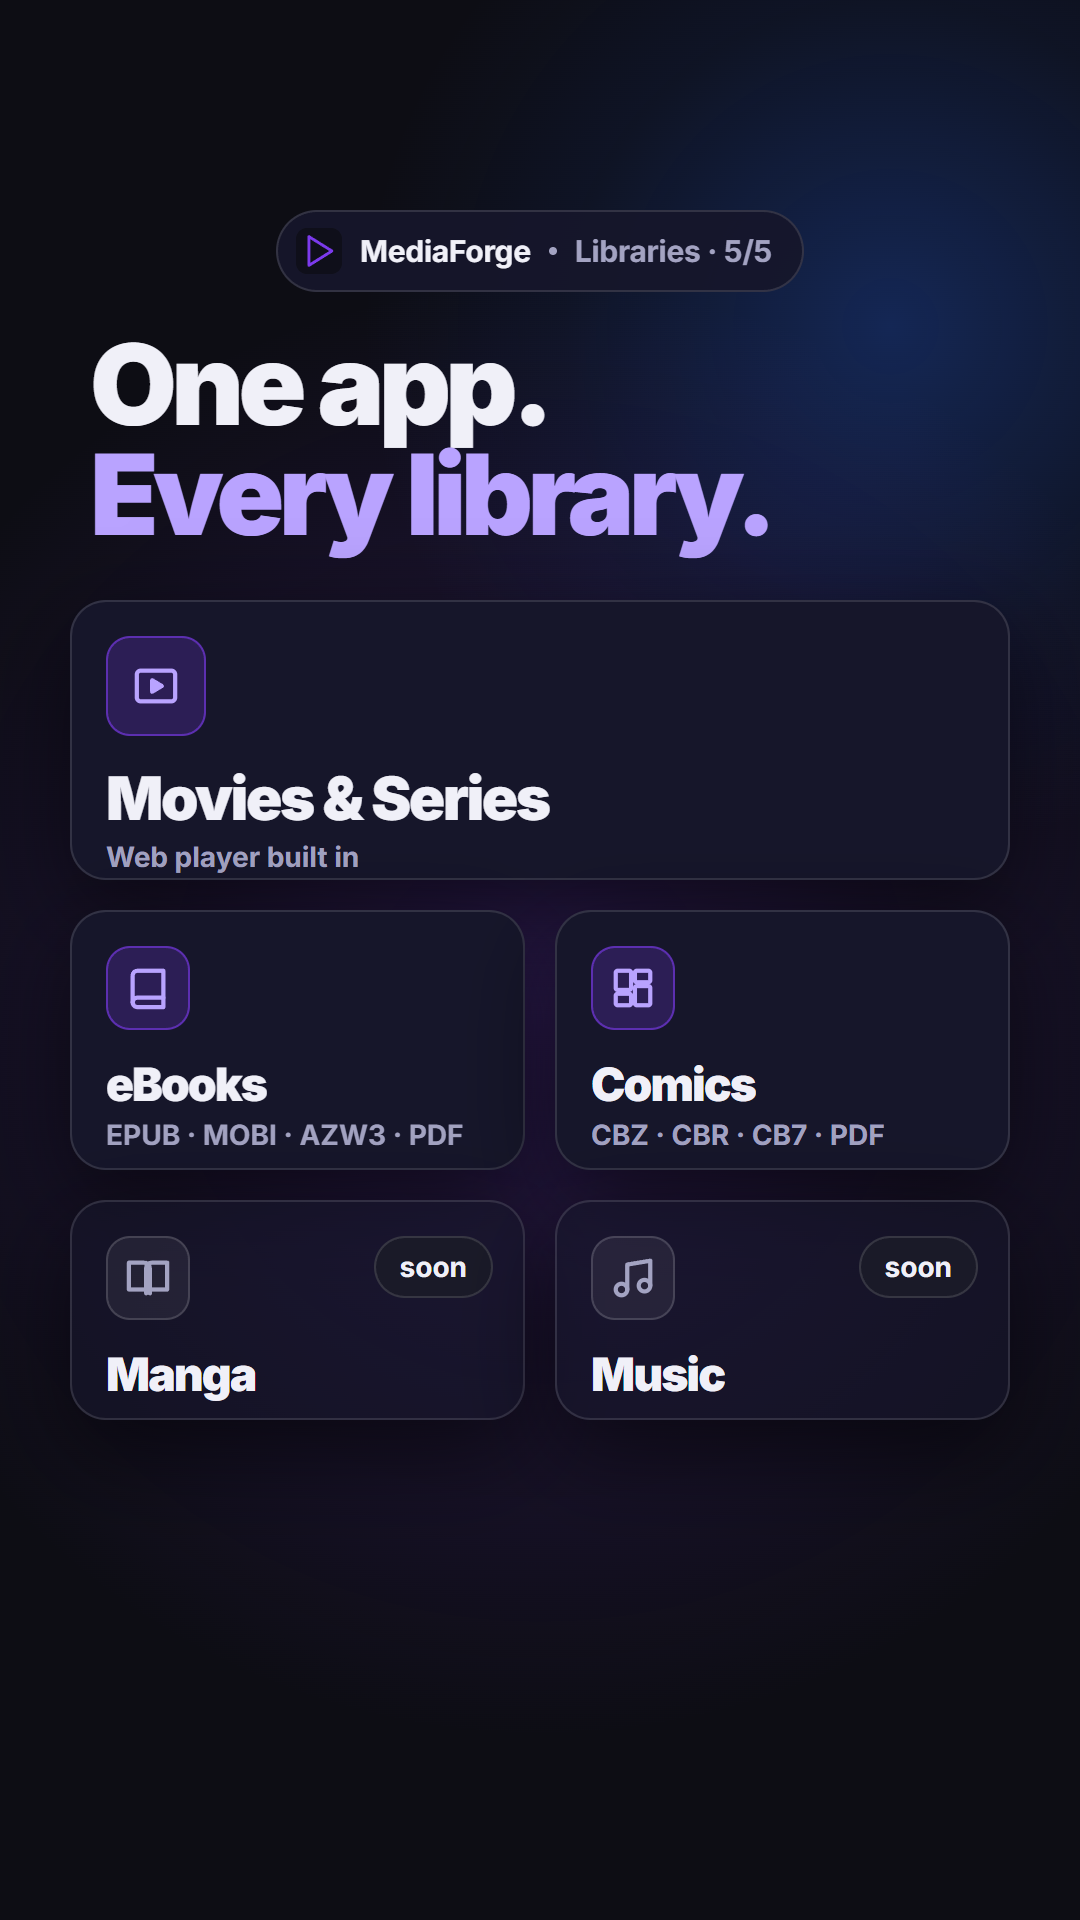 MediaForge • Libraries · 5/5
One app.
Every library.
Movies & Series
Web player built in
eBooks
EPUB · MOBI · AZW3 · PDF
Comics
CBZ · CBR · CB7 · PDF
soon
Manga
soon
Music